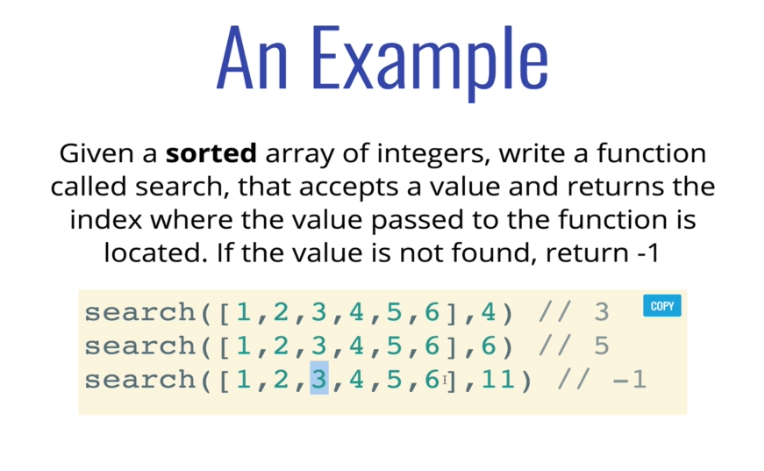 An Example
Given a sorted array of integers, write a function
called search, that accepts a value and returns the
index where the value passed to the function is
located. If the value is not found, return -1
COPY
search([1,2,3,4,5,6],4) // 3
search([1,2,3,4,5,6],6) // 5
search([1,2,3,4,5,6],11) // -1